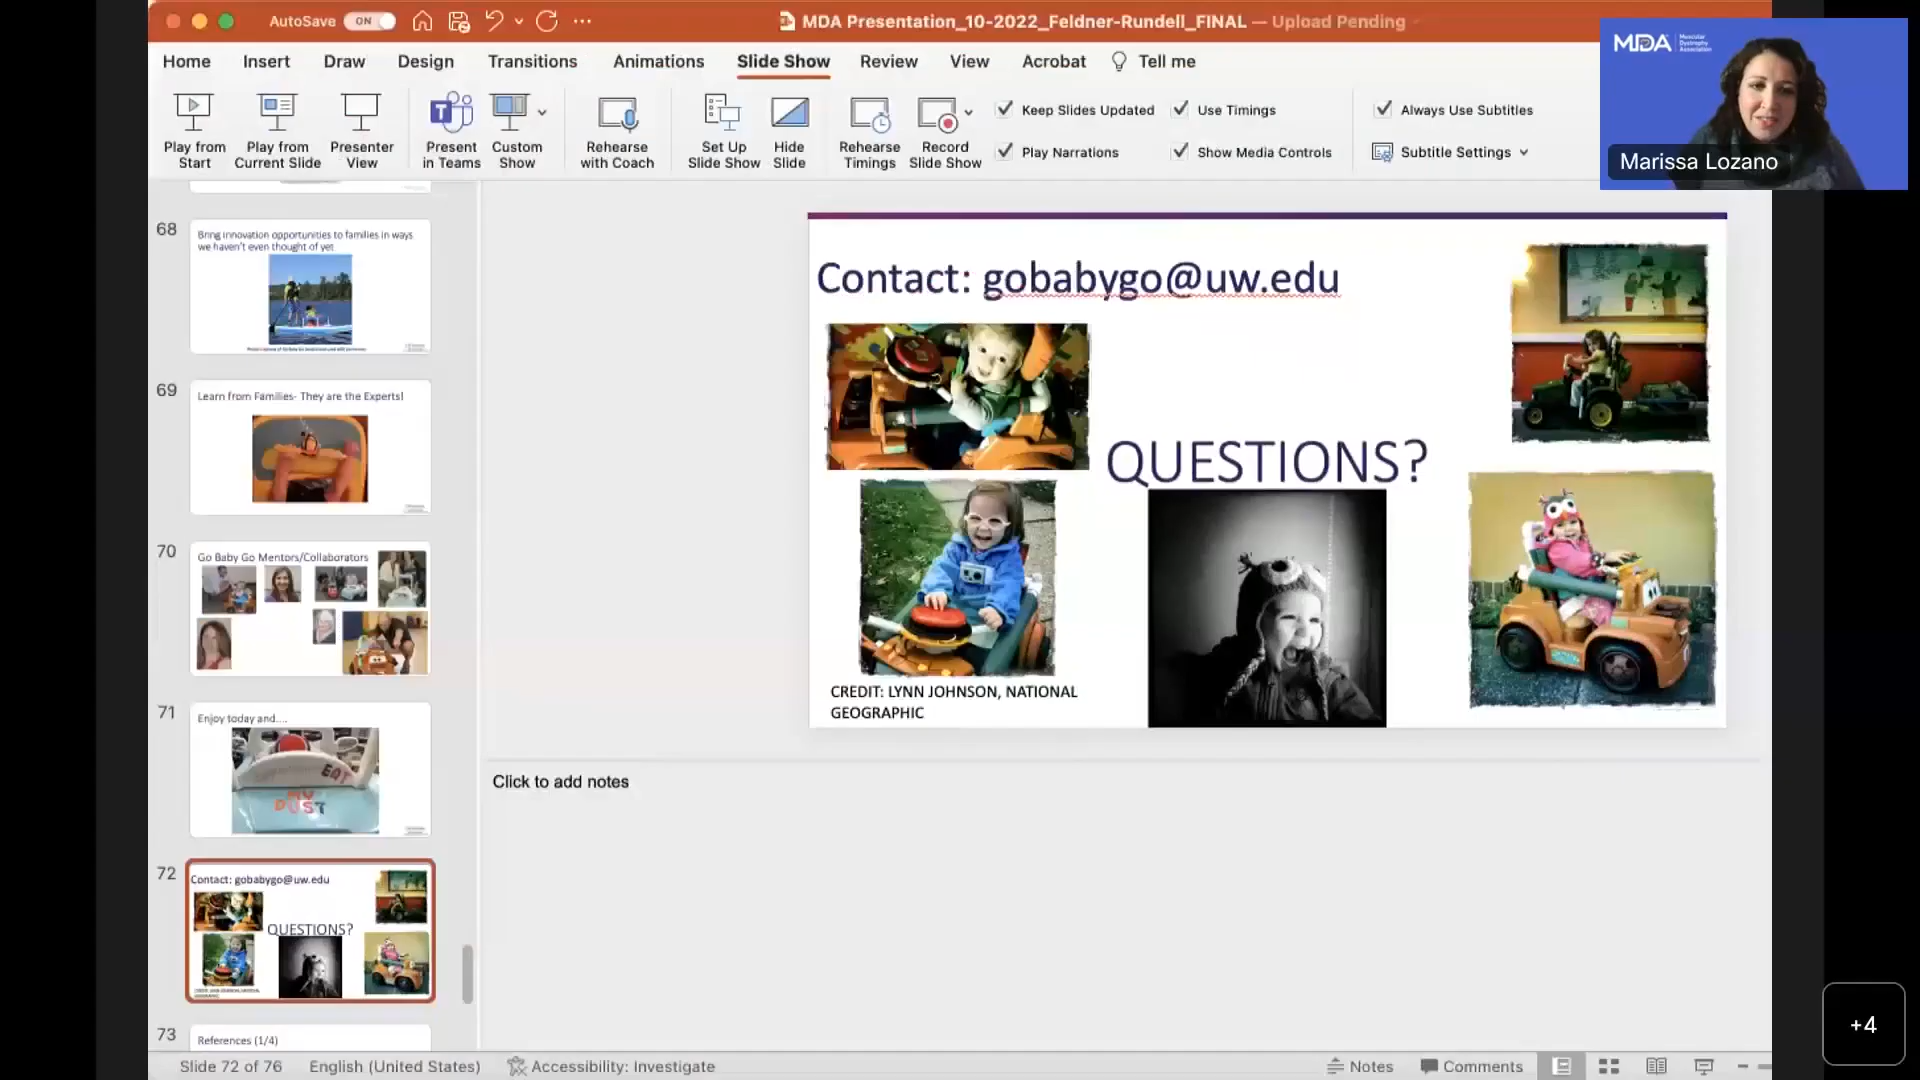 AutoSave ON
MDA Presentation_10-2022_Feldner-Rundell_FINAL — Upload Pending
MDA Muscular Dystrophy Association
Marissa Lozano
Home Insert Draw Design Transitions Animations Slide Show Review View Acrobat Tell me
Play from Start
Play from Current Slide
Presenter View
Present in Teams
Custom Show
Rehearse with Coach
Set Up Slide Show
Hide Slide
Rehearse Timings
Record Slide Show
Keep Slides Updated
Play Narrations
Use Timings
Show Media Controls
Always Use Subtitles
Subtitle Settings
68
Bring innovation opportunities to families in ways
we haven't even thought of yet
69
Learn from Families- They are the Experts!
70
Go Baby Go Mentors/Collaborators
71
Enjoy today and....
EAT
MY
DUST
72
Contact: gobabygo@uw.edu
QUESTIONS?
73
References (1/4)
Contact: gobabygo@uw.edu
QUESTIONS?
CREDIT: LYNN JOHNSON, NATIONAL
GEOGRAPHIC
Click to add notes
Slide 72 of 76 English (United States) Accessibility: Investigate Notes Comments
+4